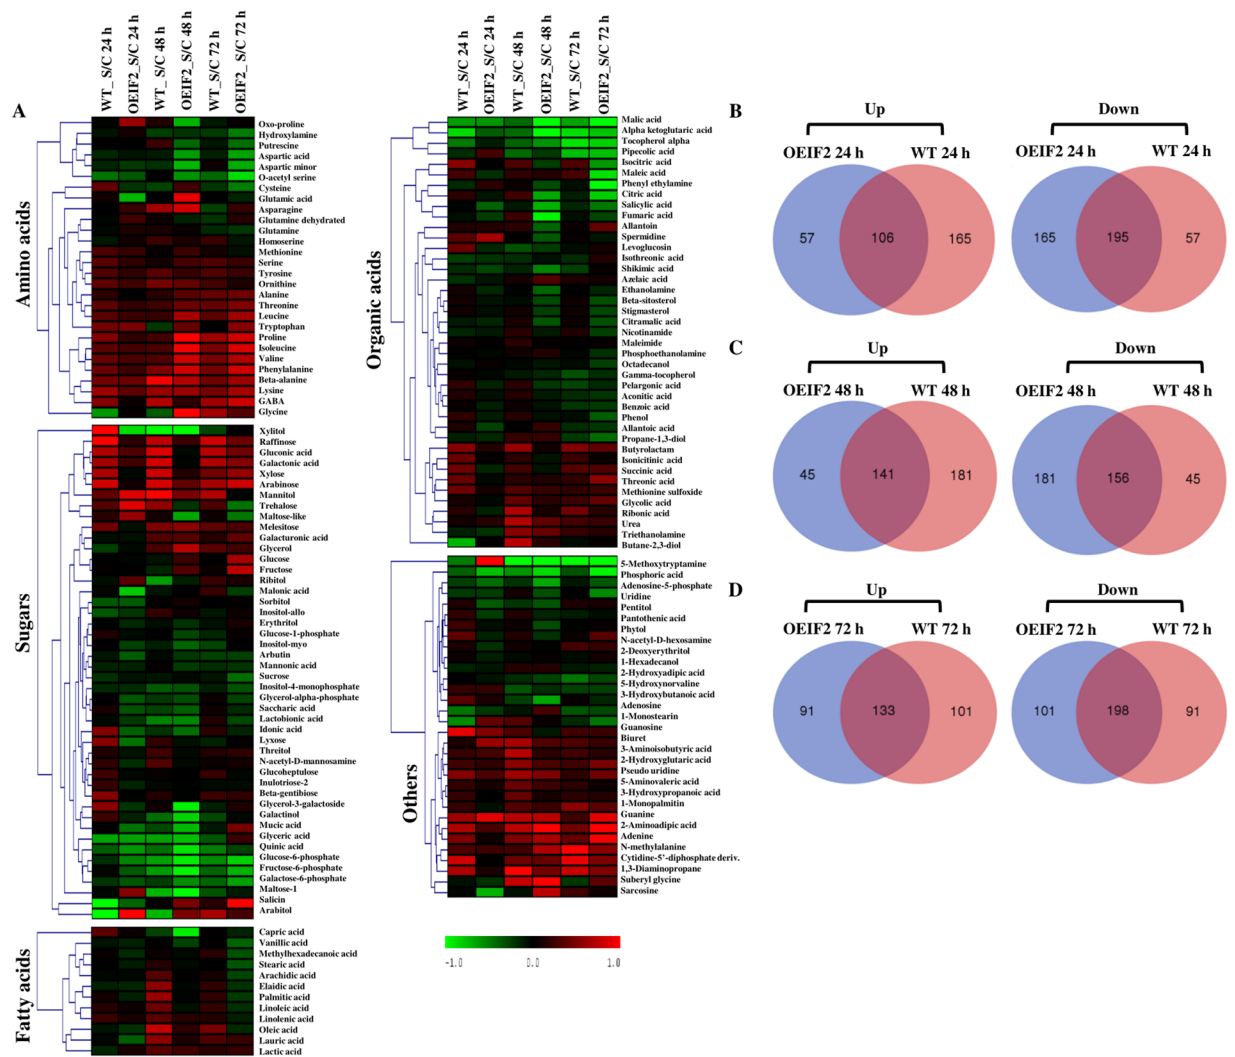 A
WT_ S/C 24 h
OEIF2_S/C 24 h
WT_ S/C 48 h
OEIF2_S/C 48 h
WT_S/C 72 h
OEIF2_ S/C 72 h
Amino acids
Oxo-proline
Hydroxylamine
Putrescine
Aspartic acid
Aspartic minor
O-acetyl serine
Cysteine
Glutamic acid
Asparagine
Glutamine dehydrated
Glutamine
Homoserine
Methionine
Serine
Tyrosine
Ornithine
Alanine
Threonine
Leucine
Tryptophan
Proline
Isoleucine
Valine
Phenylalanine
Beta-alanine
Lysine
GABA
Glycine
Sugars
Xylitol
Raffinose
Gluconic acid
Galactonic acid
Xylose
Arabinose
Mannitol
Trehalose
Maltose-like
Melesitose
Galacturonic acid
Glycerol
Glucose
Fructose
Ribitol
Malonic acid
Sorbitol
Inositol-allo
Erythritol
Glucose-1-phosphate
Inositol-myo
Arbutin
Mannonic acid
Sucrose
Inositol-4-monophosphate
Glycerol-alpha-phosphate
Saccharic acid
Lactobionic acid
Idonic acid
Lyxose
Threitol
N-acetyl-D-mannosamine
Glucoheptulose
Inulotriose-2
Beta-gentibiose
Glycerol-3-galactoside
Galactinol
Mucic acid
Glyceric acid
Quinic acid
Glucose-6-phosphate
Fructose-6-phosphate
Galactose-6-phosphate
Maltose-1
Salicin
Arabitol
Fatty acids
Capric acid
Vanillic acid
Methylhexadecanoic acid
Stearic acid
Arachidic acid
Elaidic acid
Palmitic acid
Linoleic acid
Linolenic acid
Oleic acid
Lauric acid
Lactic acid
WT_S/C 24 h
OEIF2_S/C 24 h
WT_S/C 48 h
OEIF2_S/C 48 h
WT_S/C 72 h
OEIF2_S/C 72 h
Organic acids
Malic acid
Alpha ketoglutaric acid
Tocopherol alpha
Pipecolic acid
Isocitric acid
Maleic acid
Phenyl ethylamine
Citric acid
Salicylic acid
Fumaric acid
Allantoin
Spermidine
Levoglucosin
Isothreonic acid
Shikimic acid
Azelaic acid
Ethanolamine
Beta-sitosterol
Stigmasterol
Citramalic acid
Nicotinamide
Maleimide
Phosphoethanolamine
Octadecanol
Gamma-tocopherol
Pelargonic acid
Aconitic acid
Benzoic acid
Phenol
Allantoic acid
Propane-1,3-diol
Butyrolactam
Isonicitinic acid
Succinic acid
Threonic acid
Methionine sulfoxide
Glycolic acid
Ribonic acid
Urea
Triethanolamine
Butane-2,3-diol
Others
5-Methoxytryptamine
Phosphoric acid
Adenosine-5-phosphate
Uridine
Pentitol
Pantothenic acid
Phytol
N-acetyl-D-hexosamine
2-Deoxyerythritol
1-Hexadecanol
2-Hydroxyadipic acid
5-Hydroxynorvaline
3-Hydroxybutanoic acid
Adenosine
1-Monostearin
Guanosine
Biuret
3-Aminoisobutyric acid
2-Hydroxyglutaric acid
Pseudo uridine
5-Aminovaleric acid
3-Hydroxypropanoic acid
1-Monopalmitin
Guanine
2-Aminoadipic acid
Adenine
N-methylalanine
Cytidine-5'-diphosphate deriv.
1,3-Diaminopropane
Suberyl glycine
Sarcosine
-1.0 0.0 1.0
B
Up Down
OEIF2 24 h WT 24 h OEIF2 24 h WT 24 h
57 106 165 165 195 57
C
Up Down
OEIF2 48 h WT 48 h OEIF2 48 h WT 48 h
45 141 181 181 156 45
D
Up Down
OEIF2 72 h WT 72 h OEIF2 72 h WT 72 h
91 133 101 101 198 91